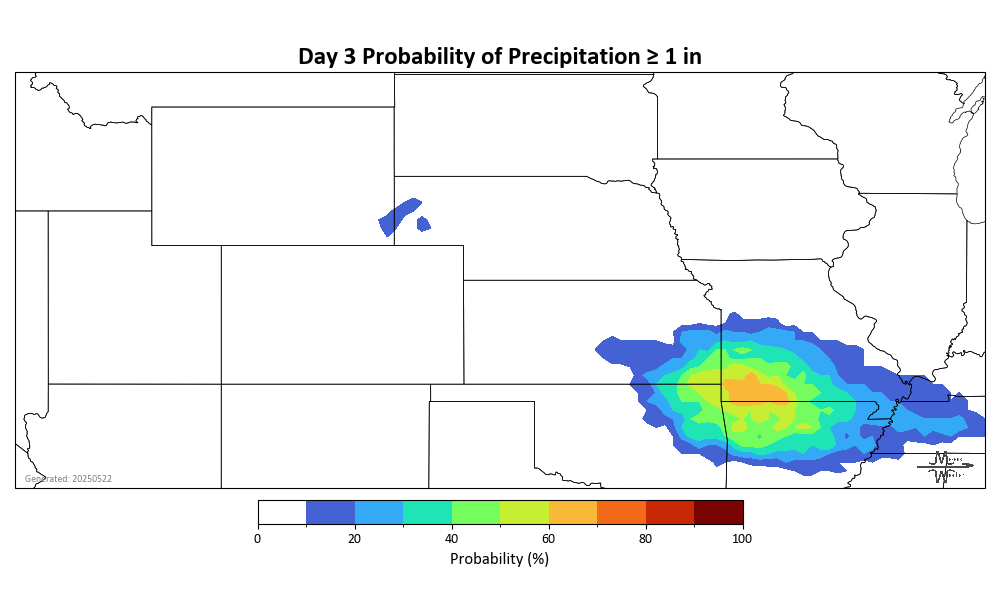 Day 3 Probability of Precipitation ≥ 1 in
Generated: 20250522
0 20 40 60 80 100
Probability (%)